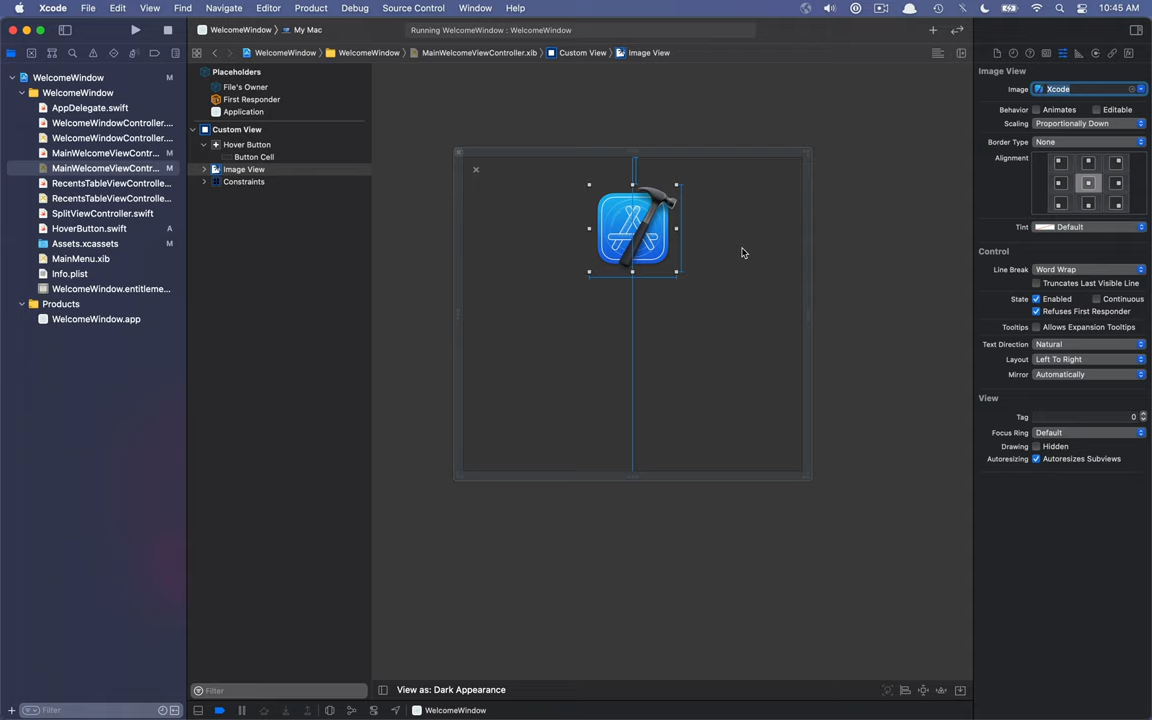 Xcode File Edit View Find Navigate Editor Product Debug Source Control Window Help 10:45 AM
WelcomeWindow My Mac Running WelcomeWindow : WelcomeWindow
WelcomeWindow WelcomeWindow MainWelcomeViewController.xib Custom View Image View
WelcomeWindow M
WelcomeWindow
AppDelegate.swift
WelcomeWindowController....
WelcomeWindowController....
MainWelcomeViewContr... M
MainWelcomeViewContr... M
RecentsTableViewControlle...
RecentsTableViewControlle...
SplitViewController.swift
HoverButton.swift A
Assets.xcassets M
MainMenu.xib
Info.plist
WelcomeWindow.entitleme...
Products
WelcomeWindow.app
Filter
Placeholders
File's Owner
First Responder
Application
Custom View
Hover Button
Button Cell
Image View
Constraints
Filter
View as: Dark Appearance
WelcomeWindow
Image View
Image Xcode
Behavior Animates Editable
Scaling Proportionally Down
Border Type None
Alignment
Tint Default
Control
Line Break Word Wrap
Truncates Last Visible Line
State Enabled Continuous
Refuses First Responder
Tooltips Allows Expansion Tooltips
Text Direction Natural
Layout Left To Right
Mirror Automatically
View
Tag 0
Focus Ring Default
Drawing Hidden
Autoresizing Autoresizes Subviews